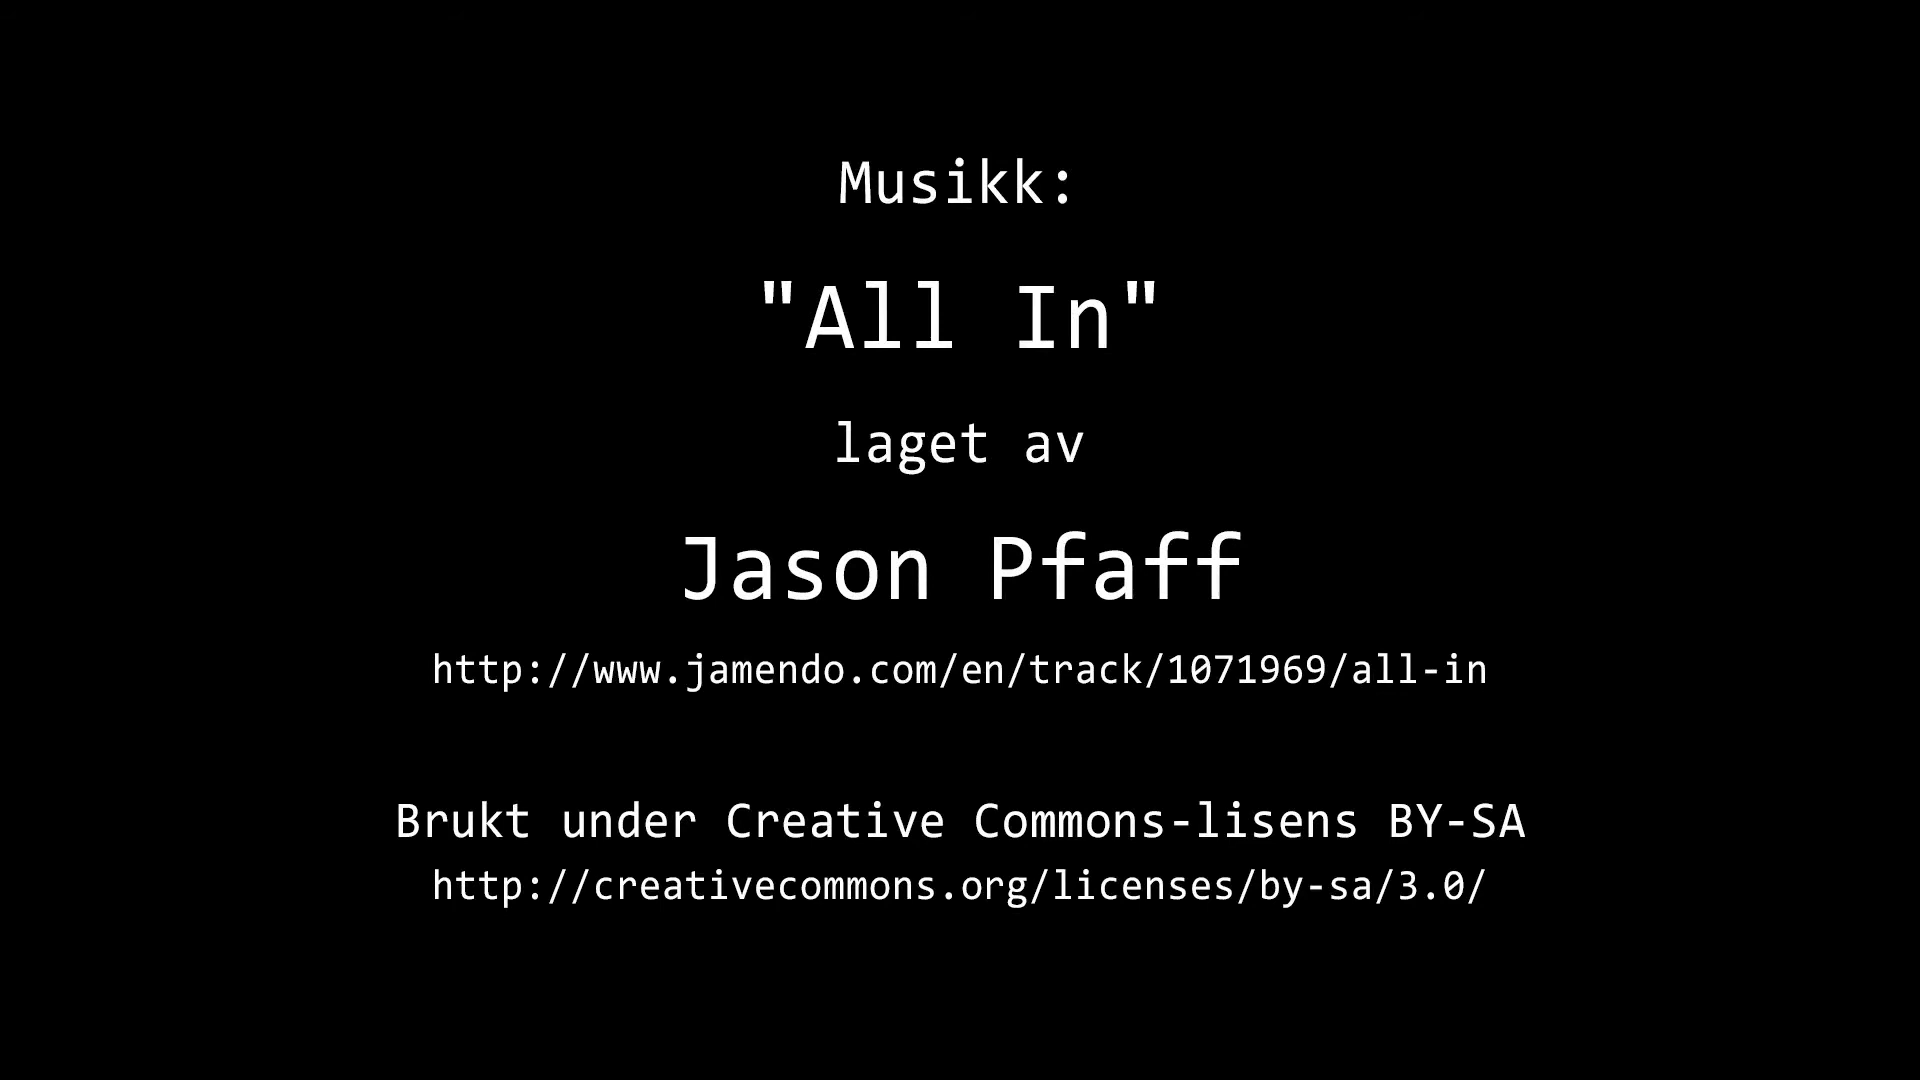 Musikk:
"All In"
laget av
Jason Pfaff
http://www.jamendo.com/en/track/1071969/all-in
Brukt under Creative Commons-lisens BY-SA
http://creativecommons.org/licenses/by-sa/3.0/